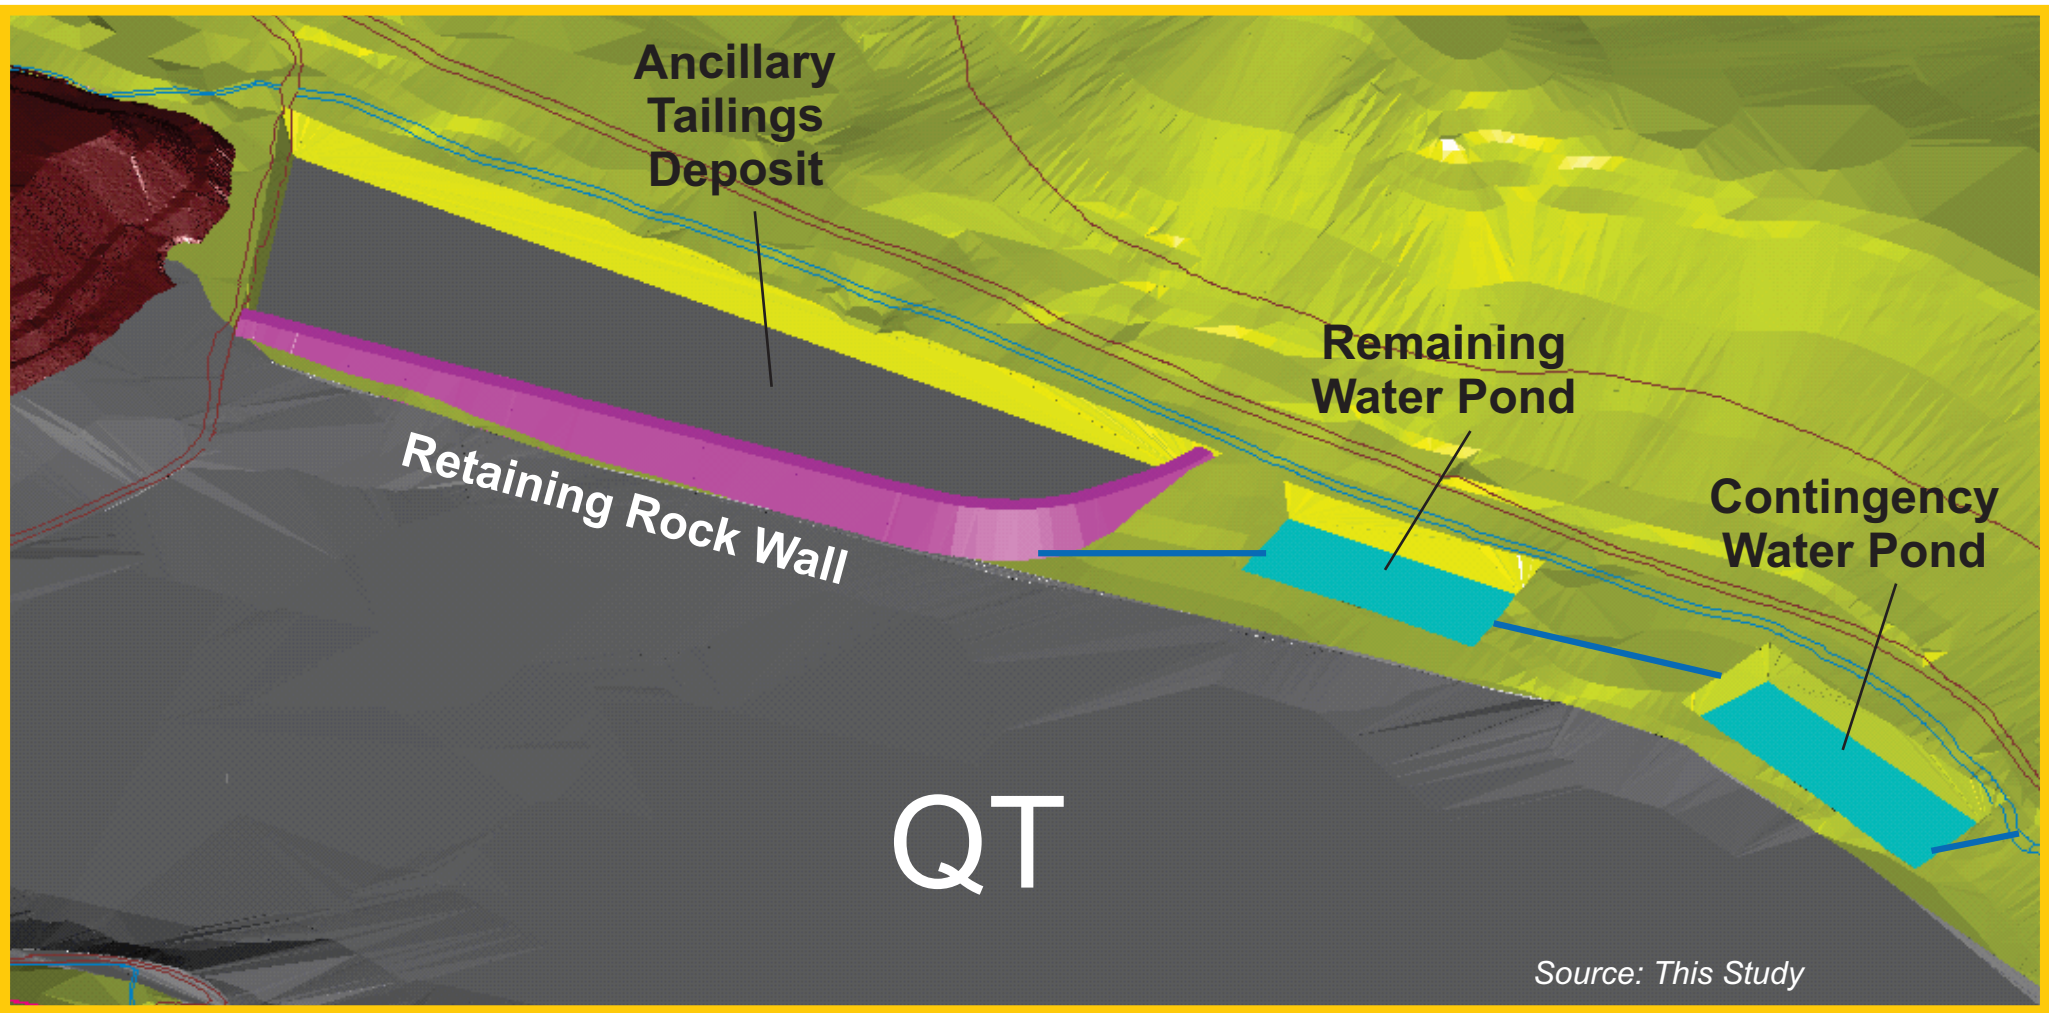 Ancillary
Tailings
Deposit
Remaining
Water Pond
Contingency
Water Pond
Retaining Rock Wall
QT
Source: This Study